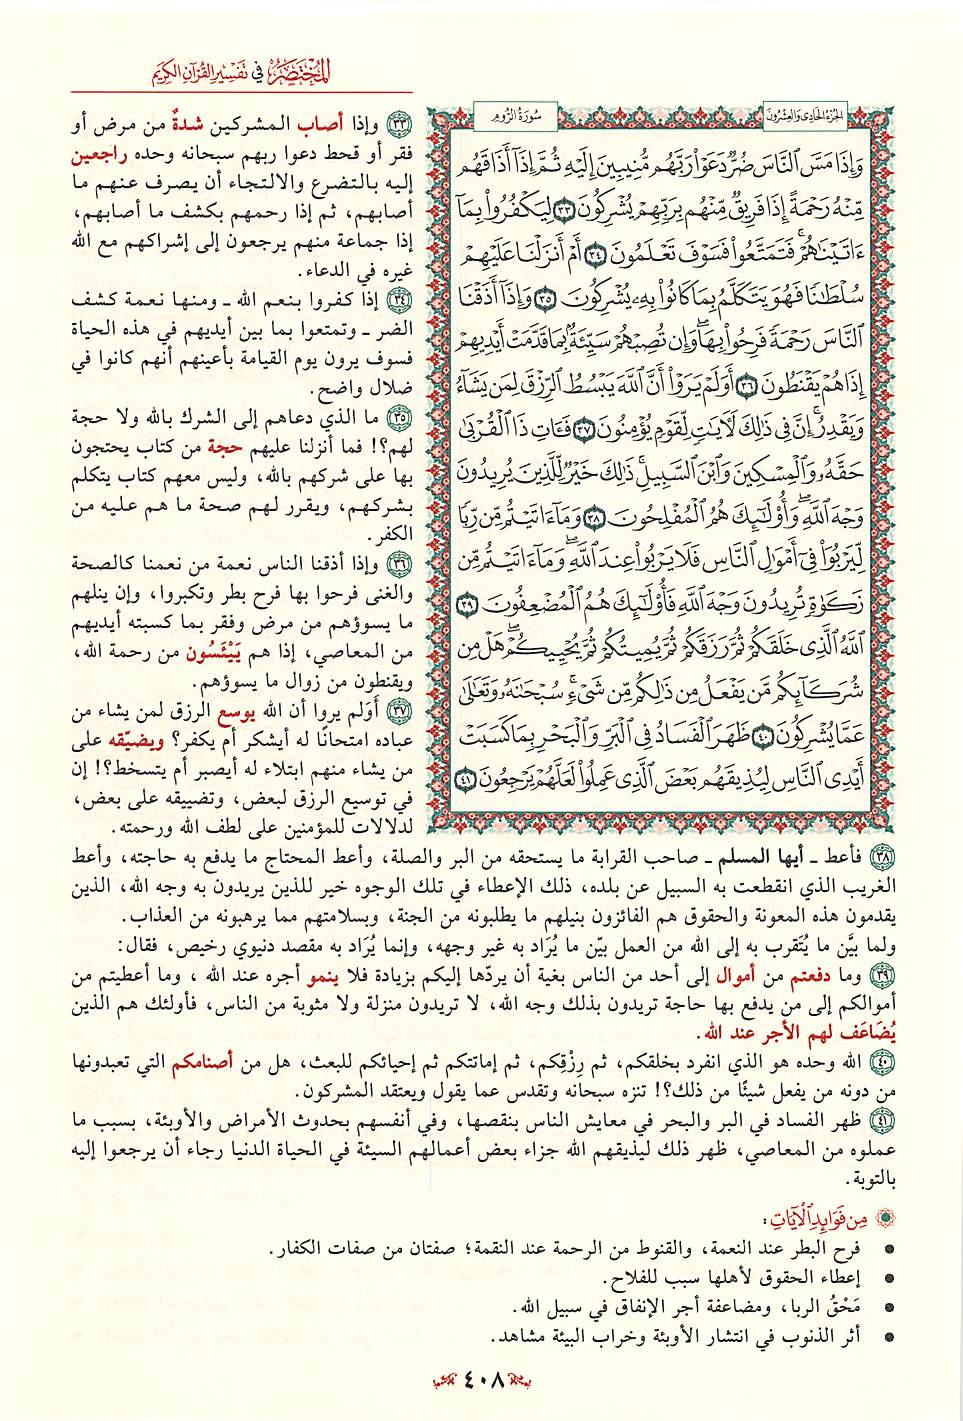 المختصر في تفسير القرآن الكريم
الجزء الحادي والعشرون
سورة الروم
وَإِذَا مَسَّ ٱلنَّاسَ ضُرٌّ دَعَوْا۟ رَبَّهُم مُّنِيبِينَ إِلَيْهِ ثُمَّ إِذَآ أَذَاقَهُم
مِّنْهُ رَحْمَةً إِذَا فَرِيقٌ مِّنْهُم بِرَبِّهِمْ يُشْرِكُونَ ٣٣ لِيَكْفُرُوا۟ بِمَآ
ءَاتَيْنَٰهُمْ ۚ فَتَمَتَّعُوا۟ فَسَوْفَ تَعْلَمُونَ ٣٤ أَمْ أَنزَلْنَا عَلَيْهِمْ
سُلْطَٰنًا فَهُوَ يَتَكَلَّمُ بِمَا كَانُوا۟ بِهِۦ يُشْرِكُونَ ٣٥ وَإِذَآ أَذَقْنَا
ٱلنَّاسَ رَحْمَةً فَرِحُوا۟ بِهَا ۖ وَإِن تُصِبْهُمْ سَيِّئَةٌۢ بِمَا قَدَّمَتْ أَيْدِيهِمْ
إِذَا هُمْ يَقْنَطُونَ ٣٦ أَوَلَمْ يَرَوْا۟ أَنَّ ٱللَّهَ يَبْسُطُ ٱلرِّزْقَ لِمَن يَشَآءُ
وَيَقْدِرُ ۚ إِنَّ فِى ذَٰلِكَ لَءَايَٰتٍ لِّقَوْمٍ يُؤْمِنُونَ ٣٧ فَـَٔاتِ ذَا ٱلْقُرْبَىٰ
حَقَّهُۥ وَٱلْمِسْكِينَ وَٱبْنَ ٱلسَّبِيلِ ۚ ذَٰلِكَ خَيْرٌ لِّلَّذِينَ يُرِيدُونَ
وَجْهَ ٱللَّهِ ۖ وَأُو۟لَٰٓئِكَ هُمُ ٱلْمُفْلِحُونَ ٣٨ وَمَآ ءَاتَيْتُم مِّن رِّبًا
لِّيَرْبُوَا۟ فِىٓ أَمْوَٰلِ ٱلنَّاسِ فَلَا يَرْبُوا۟ عِندَ ٱللَّهِ ۖ وَمَآ ءَاتَيْتُم مِّن
زَكَوٰةٍ تُرِيدُونَ وَجْهَ ٱللَّهِ فَأُو۟لَٰٓئِكَ هُمُ ٱلْمُضْعِفُونَ ٣٩
ٱللَّهُ ٱلَّذِى خَلَقَكُمْ ثُمَّ رَزَقَكُمْ ثُمَّ يُمِيتُكُمْ ثُمَّ يُحْيِيكُمْ ۖ هَلْ مِن
شُرَكَآئِكُم مَّن يَفْعَلُ مِن ذَٰلِكُم مِّن شَىْءٍ ۚ سُبْحَٰنَهُۥ وَتَعَٰلَىٰ
عَمَّا يُشْرِكُونَ ٤٠ ظَهَرَ ٱلْفَسَادُ فِى ٱلْبَرِّ وَٱلْبَحْرِ بِمَا كَسَبَتْ
أَيْدِى ٱلنَّاسِ لِيُذِيقَهُم بَعْضَ ٱلَّذِى عَمِلُوا۟ لَعَلَّهُمْ يَرْجِعُونَ ٤١
٣٣ وإذا أصاب المشركين شدةٌ من مرض أو
فقر أو قحط دعوا ربهم سبحانه وحده راجعين
إليه بالتضرع والالتجاء أن يصرف عنهم ما
أصابهم، ثم إذا رحمهم بكشف ما أصابهم،
إذا جماعة منهم يرجعون إلى إشراكهم مع الله
غيره في الدعاء.
٣٤ إذا كفروا بنعم الله ـ ومنها نعمة كشف
الضر ـ وتمتعوا بما بين أيديهم في هذه الحياة
فسوف يرون يوم القيامة بأعينهم أنهم كانوا في
ضلال واضح.
٣٥ ما الذي دعاهم إلى الشرك بالله ولا حجة
لهم؟! فما أنزلنا عليهم حجة من كتاب يحتجون
بها على شركهم بالله، وليس معهم كتاب يتكلم
بشركهم، ويقرر لهم صحة ما هم عليه من
الكفر.
٣٦ وإذا أذقنا الناس نعمة من نعمنا كالصحة
والغنى فرحوا بها فرح بطر وتكبروا، وإن ينلهم
ما يسوؤهم من مرض وفقر بما كسبته أيديهم
من المعاصي، إذا هم يَيْئَسُون من رحمة الله،
ويقنطون من زوال ما يسوؤهم.
٣٧ أَوَلم يروا أن الله يوسع الرزق لمن يشاء من
عباده امتحانًا له أيشكر أم يكفر؟ ويضيّقه على
من يشاء منهم ابتلاء له أيصبر أم يتسخط؟! إن
في توسيع الرزق لبعض، وتضييقه على بعض،
لدلالات للمؤمنين على لطف الله ورحمته.
٣٨ فأعط ـ أيها المسلم ـ صاحب القرابة ما يستحقه من البر والصلة، وأعط المحتاج ما يدفع به حاجته، وأعط
الغريب الذي انقطعت به السبيل عن بلده، ذلك الإعطاء في تلك الوجوه خير للذين يريدون به وجه الله، الذين
يقدمون هذه المعونة والحقوق هم الفائزون بنيلهم ما يطلبونه من الجنة، وبسلامتهم مما يرهبونه من العذاب.
ولما بيَّن ما يُتَقرب به إلى الله من العمل بيّن ما يُراد به غير وجهه، وإنما يُرَاد به مقصد دنيوي رخيص، فقال:
٣٩ وما دفعتم من أموال إلى أحد من الناس بغية أن يردّها إليكم بزيادة فلا ينمو أجره عند الله ، وما أعطيتم من
أموالكم إلى من يدفع بها حاجة تريدون بذلك وجه الله، لا تريدون منزلة ولا مثوبة من الناس، فأولئك هم الذين
يُضَاعَف لهم الأجر عند الله.
٤٠ الله وحده هو الذي انفرد بخلقكم، ثم رِزْقِكم، ثم إماتتكم ثم إحيائكم للبعث، هل من أصنامكم التي تعبدونها
من دونه من يفعل شيئًا من ذلك؟! تنزه سبحانه وتقدس عما يقول ويعتقد المشركون.
٤١ ظهر الفساد في البر والبحر في معايش الناس بنقصها، وفي أنفسهم بحدوث الأمراض والأوبئة، بسبب ما
عملوه من المعاصي، ظهر ذلك ليذيقهم الله جزاء بعض أعمالهم السيئة في الحياة الدنيا رجاء أن يرجعوا إليه
بالتوبة.
من فوائد الآيات:
• فرح البطر عند النعمة، والقنوط من الرحمة عند النقمة؛ صفتان من صفات الكفار.
• إعطاء الحقوق لأهلها سبب للفلاح.
• مَحْقُ الربا، ومضاعفة أجر الإنفاق في سبيل الله.
• أثر الذنوب في انتشار الأوبئة وخراب البيئة مشاهد.
٤٠٨